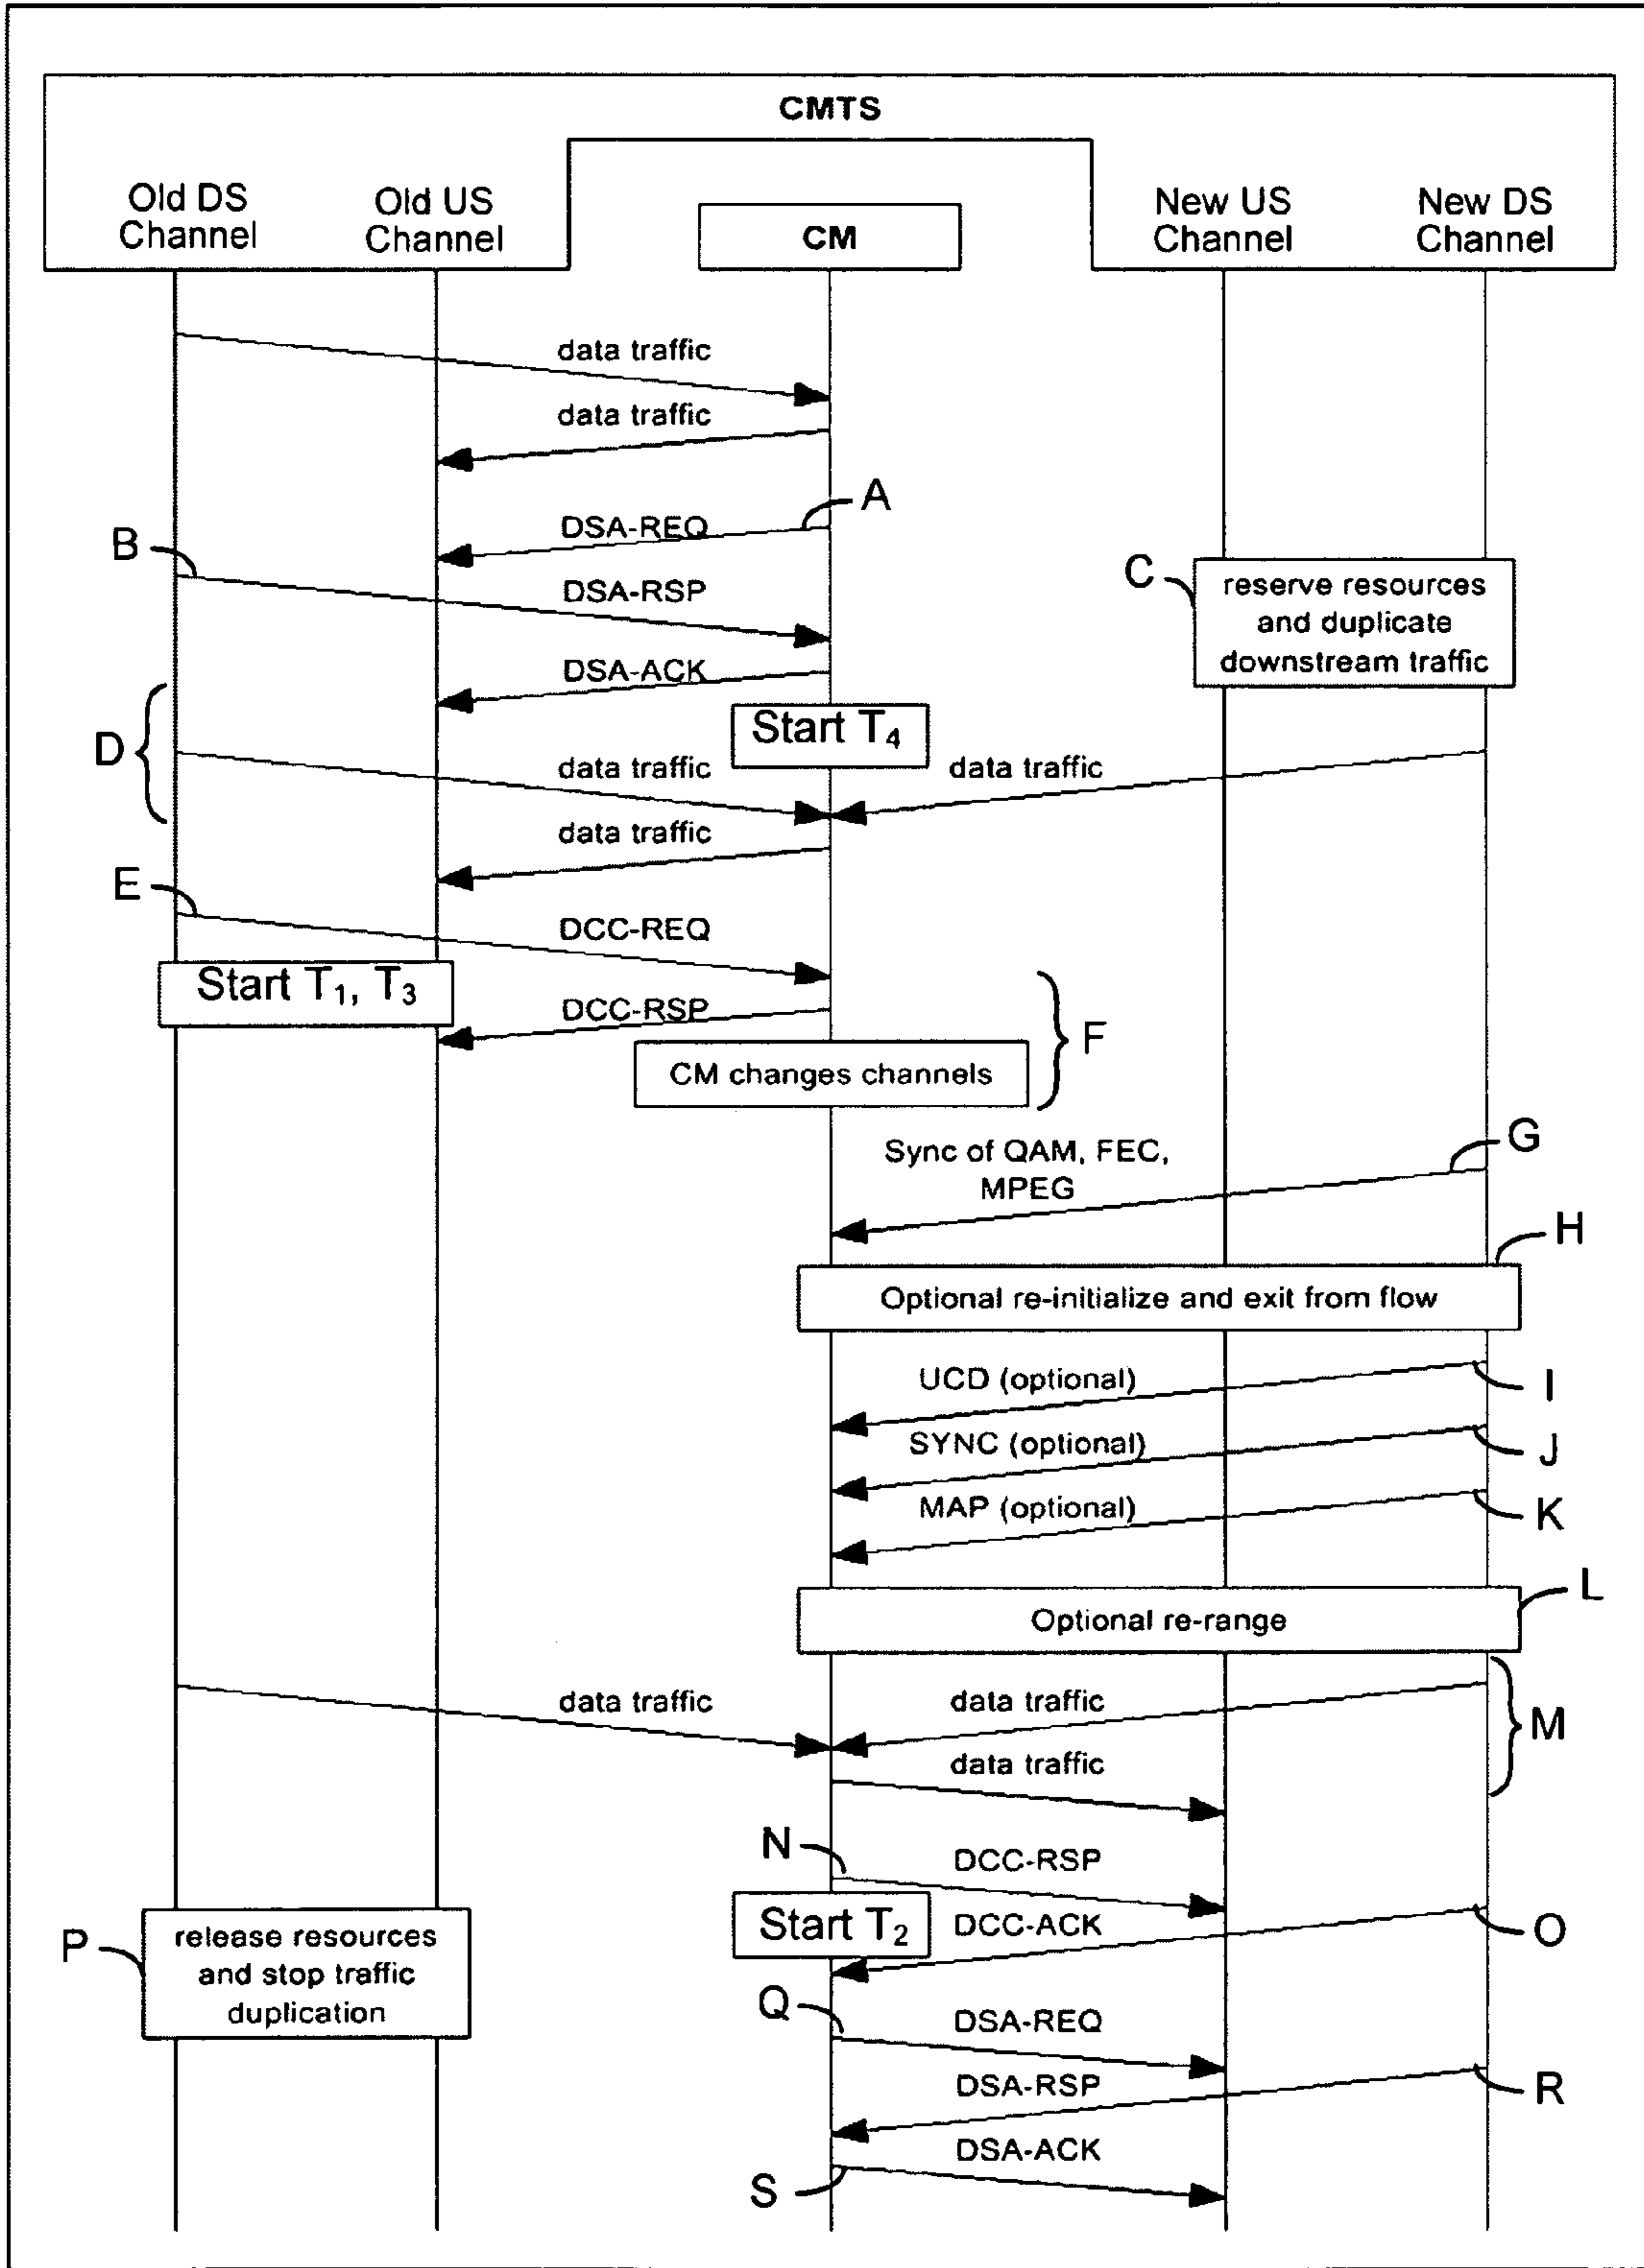 CMTS
Old DS
Channel
Old US
Channel
CM
New US
Channel
New DS
Channel
data traffic
data traffic
A
DSA-REQ
B
DSA-RSP
C
reserve resources
and duplicate
downstream traffic
DSA-ACK
Start T4
D
data traffic
data traffic
data traffic
E
DCC-REQ
Start T1, T3
DCC-RSP
F
CM changes channels
G
Sync of QAM, FEC,
MPEG
H
Optional re-initialize and exit from flow
UCD (optional)
I
SYNC (optional)
J
MAP (optional)
K
L
Optional re-range
data traffic
data traffic
M
data traffic
N
DCC-RSP
Start T2
DCC-ACK
O
P
release resources
and stop traffic
duplication
Q
DSA-REQ
DSA-RSP
R
DSA-ACK
S